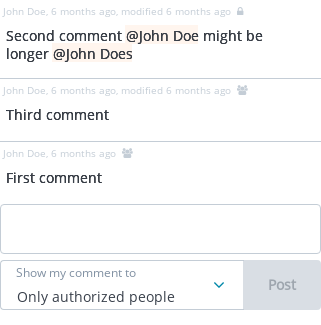 John Doe, 6 months ago, modified 6 months ago
Second comment @John Doe might be
longer @John Does
John Doe, 6 months ago, modified 6 months ago
Third comment
John Doe, 6 months ago
First comment
Show my comment to
Only authorized people
Post